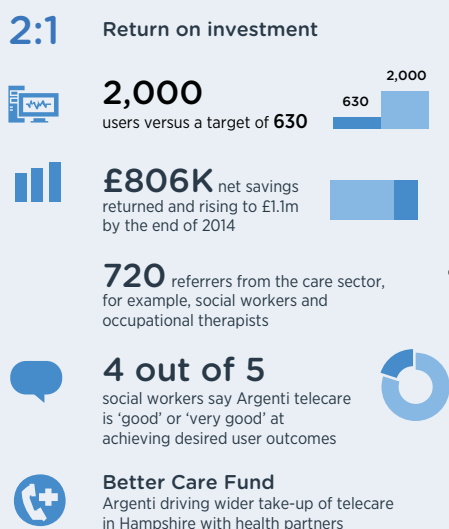 2:1 Return on investment
2,000
users versus a target of 630
630
2,000
£806K net savings
returned and rising to £1.1m
by the end of 2014
720 referrers from the care sector,
for example, social workers and
occupational therapists
4 out of 5
social workers say Argenti telecare
is ‘good’ or ‘very good’ at
achieving desired user outcomes
Better Care Fund
Argenti driving wider take-up of telecare
in Hampshire with health partners